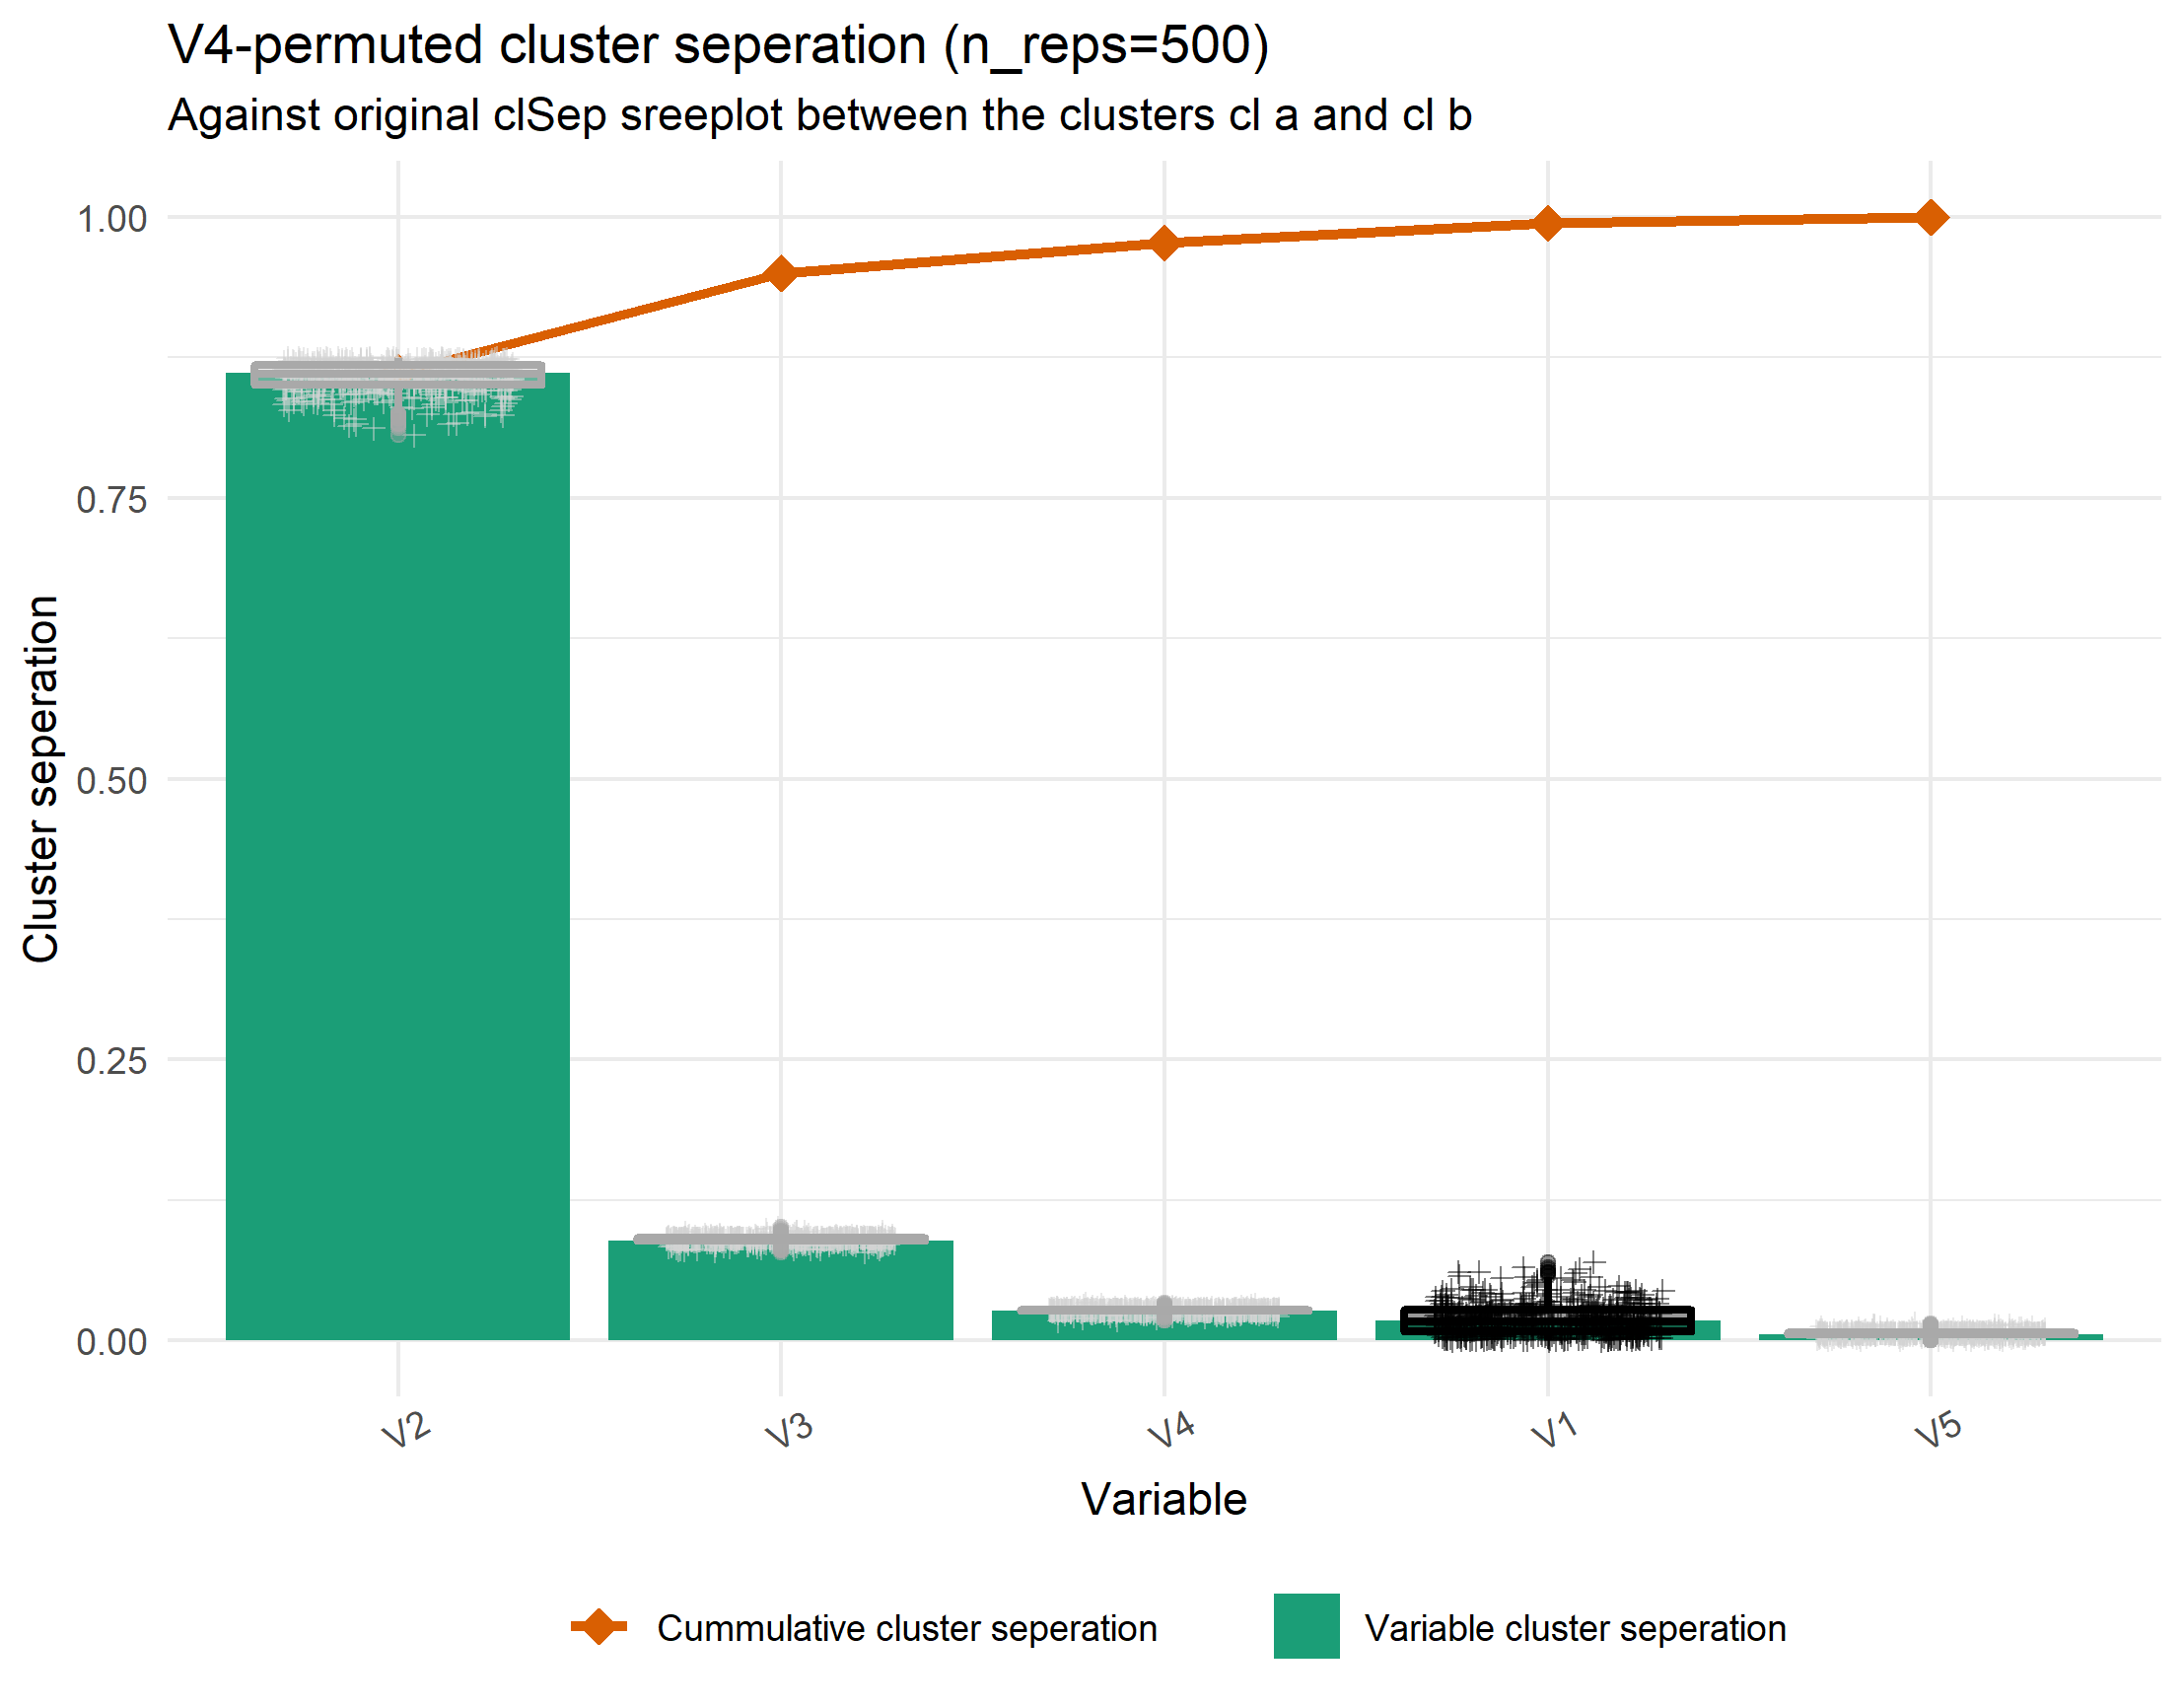 V4-permuted cluster seperation (n_reps=500)
Against original clSep sreeplot between the clusters cl a and cl b
Cluster seperation
1.00
0.75
0.50
0.25
0.00
V2
V3
V4
V1
V5
Variable
Cummulative cluster seperation
Variable cluster seperation